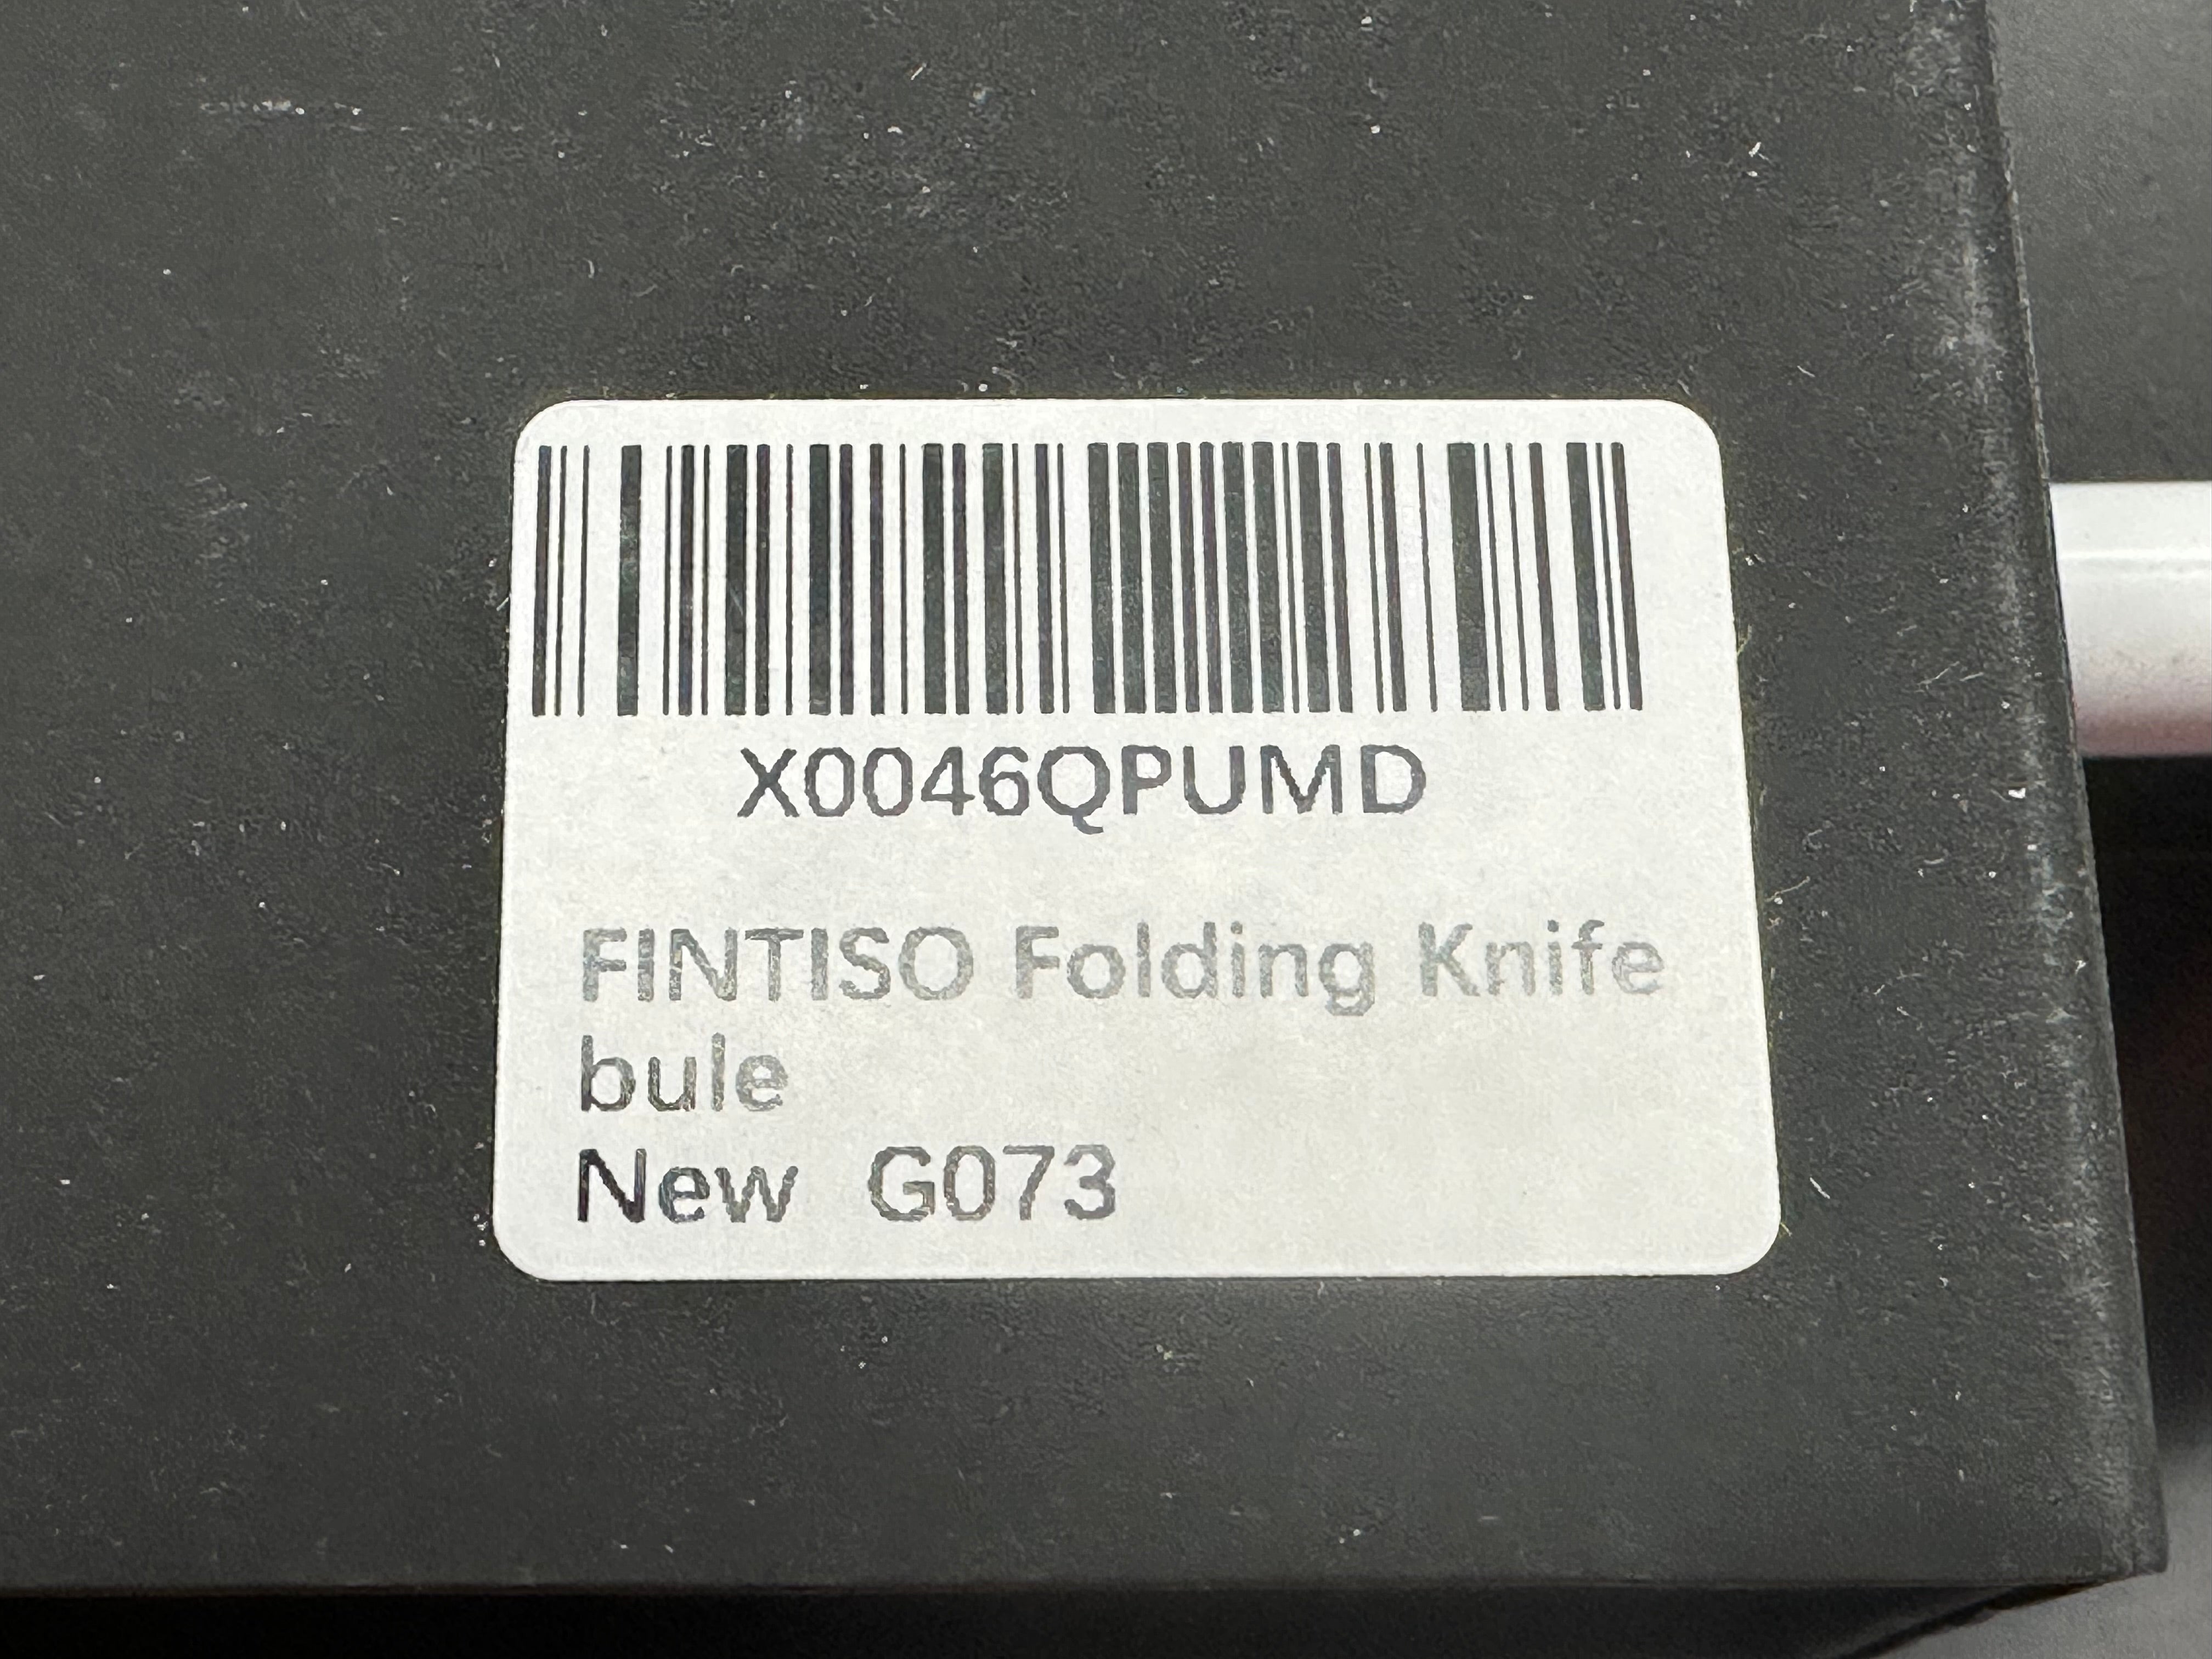 X0046QPUMD
FINTISO Folding Knife
bule
New G073